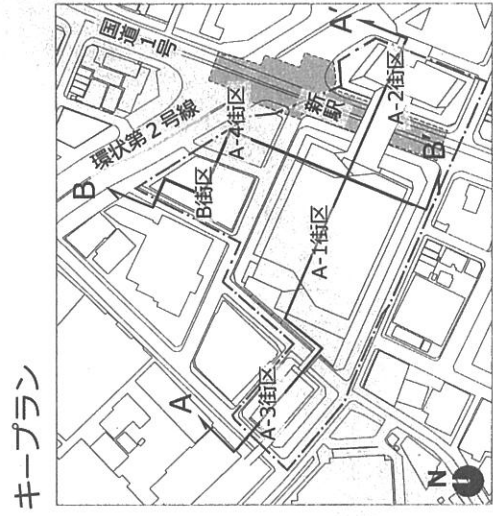 キープラン
国道1号
環状第2号線
新駅
A
A'
B
B'
A-1街区
A-2街区
A-3街区
A-4街区
B街区
N